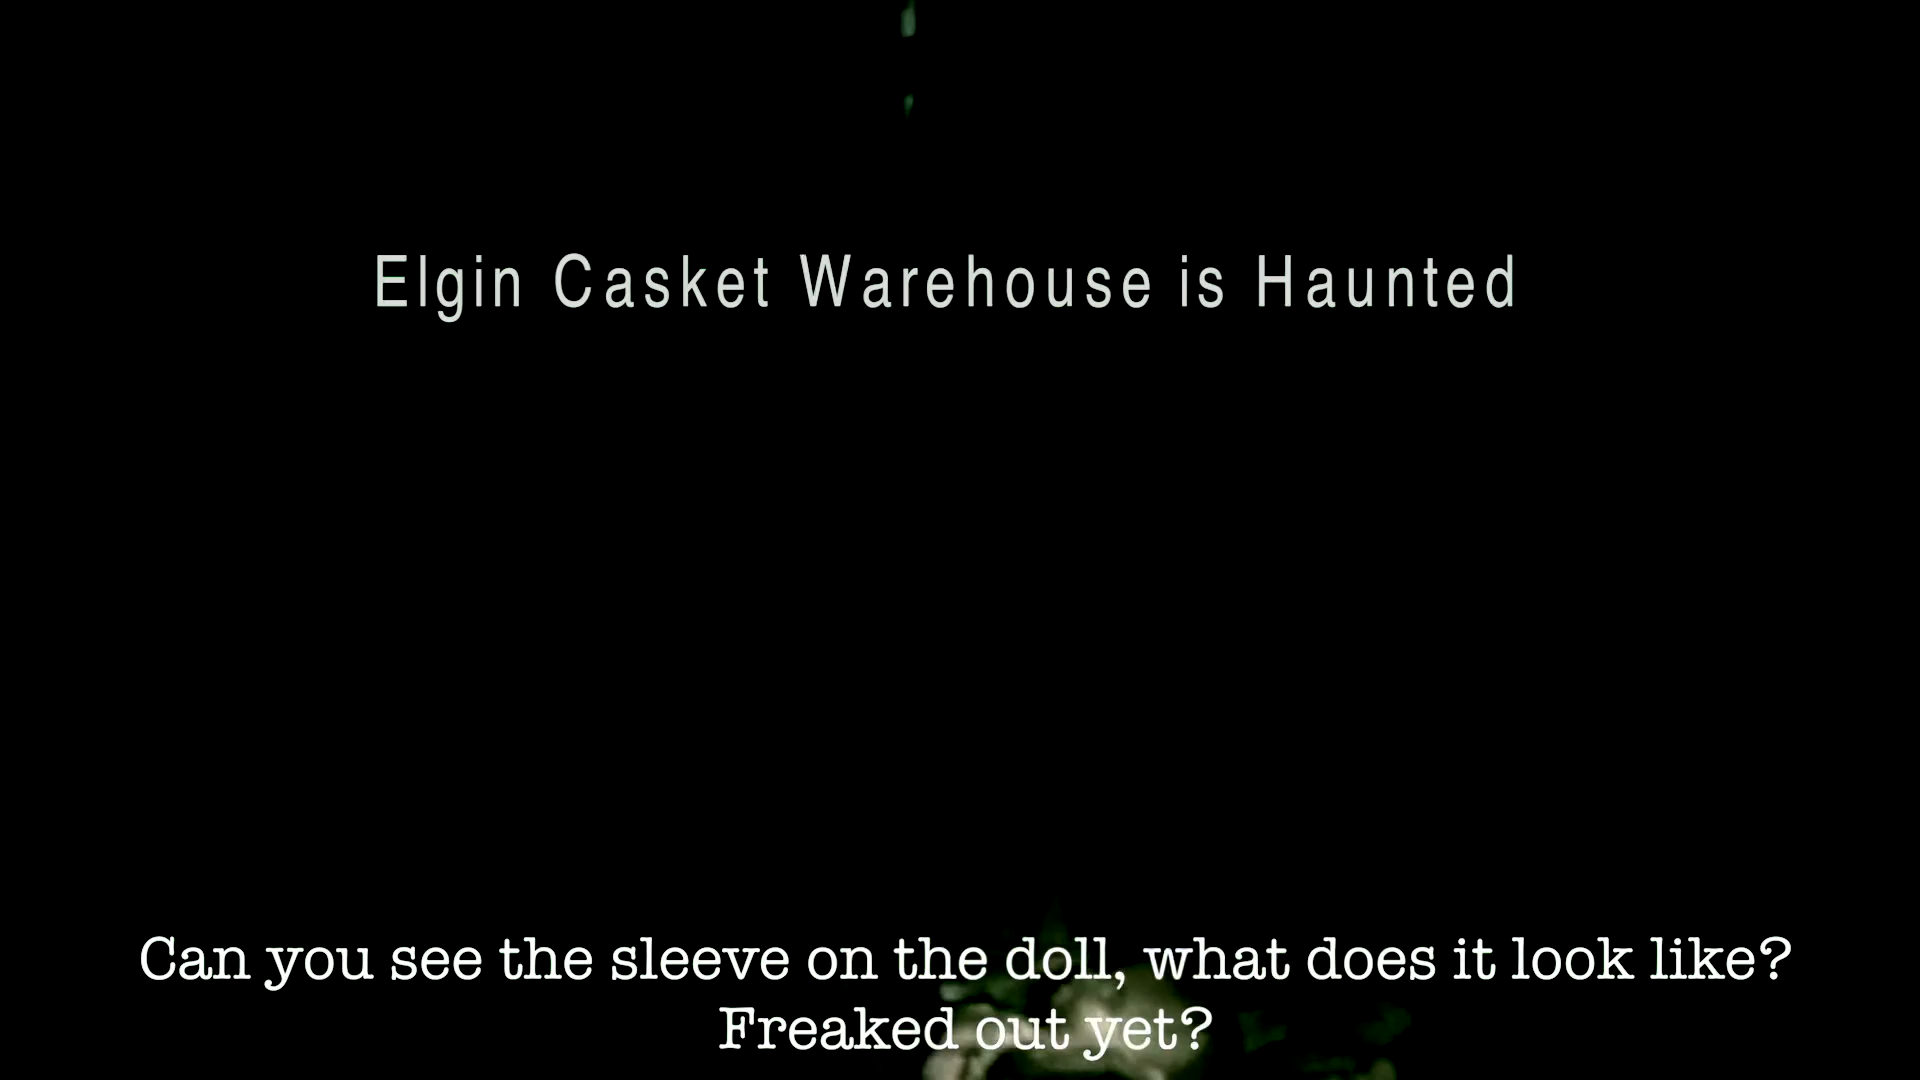 Elgin Casket Warehouse is Haunted
Can you see the sleeve on the doll, what does it look like?
Freaked out yet?